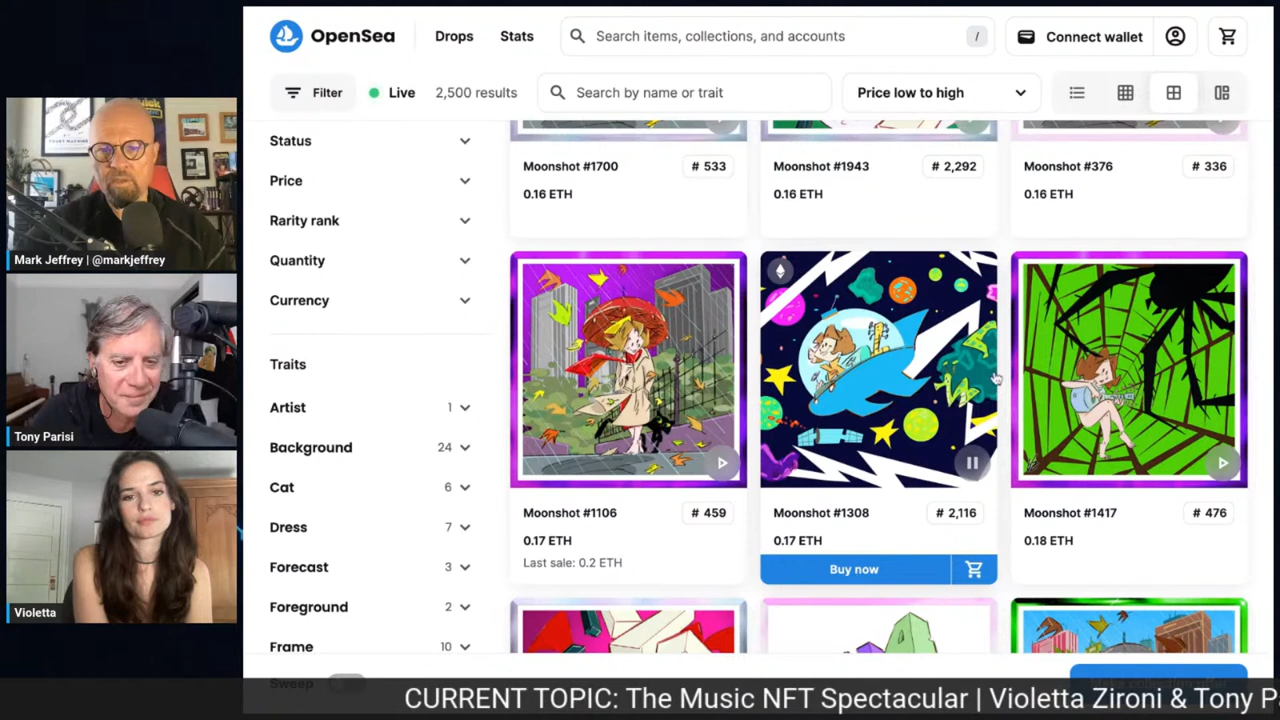 OpenSea
Drops
Stats
Search items, collections, and accounts
/
Connect wallet
Filter
Live
2,500 results
Search by name or trait
Price low to high
Status
Price
Rarity rank
Quantity
Currency
Traits
Artist 1
Background 24
Cat 6
Dress 7
Forecast 3
Foreground 2
Frame 10
Sweep
Moonshot #1700 # 533
0.16 ETH
Moonshot #1943 # 2,292
0.16 ETH
Moonshot #376 # 336
0.16 ETH
Moonshot #1106 # 459
0.17 ETH
Last sale: 0.2 ETH
Moonshot #1308 # 2,116
0.17 ETH
Buy now
Moonshot #1417 # 476
0.18 ETH
Mark Jeffrey | @markjeffrey
Tony Parisi
Violetta
CURRENT TOPIC: The Music NFT Spectacular | Violetta Zironi & Tony P